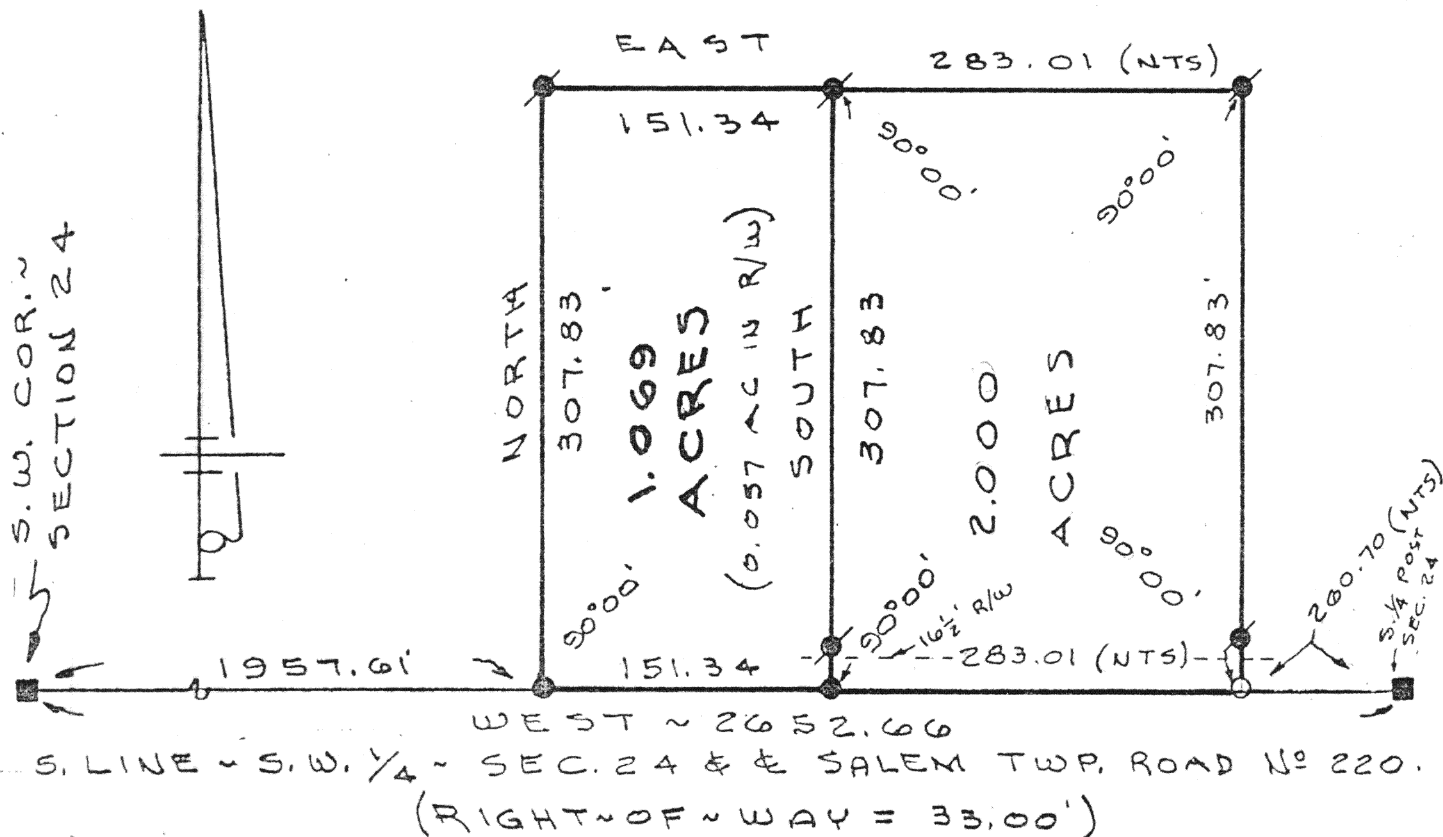 EAST
283.01 (NTS)
151.34
90°00'
90°00'
S.W. COR. ~
SECTION 24
NORTH
307.83'
1.069
ACRES
(0.057 AC IN R/W)
SOUTH
307.83
2.000
ACRES
307.83'
90°00'
90°00'
90°00'
16½' R/W
260.70 (NTS)
S. ¼ POST
SEC. 24
1957.61'
151.34
283.01 (NTS)
WEST ~ 2652.66
S. LINE ~ S.W. ¼ ~ SEC. 24 & ℄ SALEM TWP. ROAD Nº 220.
(RIGHT~OF~WAY = 33.00')